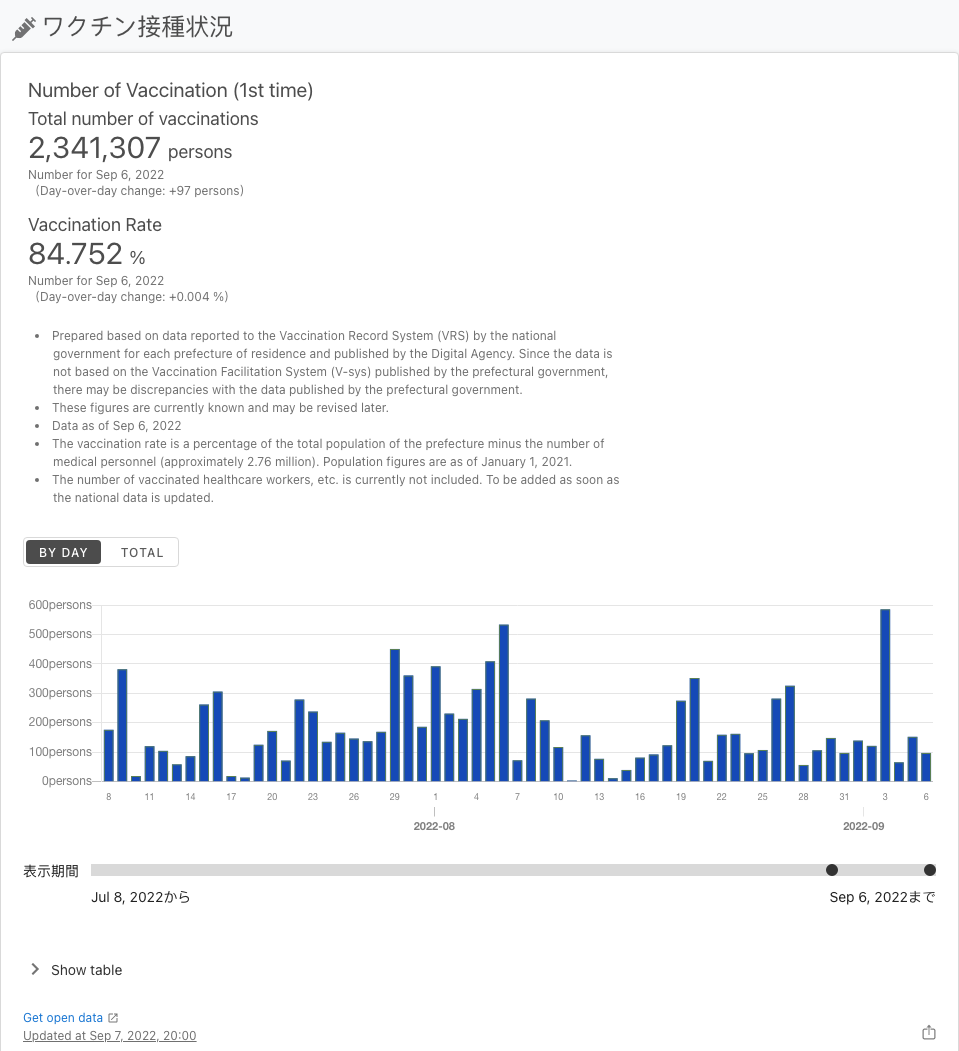 ワクチン接種状況
Number of Vaccination (1st time)
Total number of vaccinations
2,341,307 persons
Number for Sep 6, 2022
(Day-over-day change: +97 persons)
Vaccination Rate
84.752 %
Number for Sep 6, 2022
(Day-over-day change: +0.004 %)
• Prepared based on data reported to the Vaccination Record System (VRS) by the national
government for each prefecture of residence and published by the Digital Agency. Since the data is
not based on the Vaccination Facilitation System (V-sys) published by the prefectural government,
there may be discrepancies with the data published by the prefectural government.
• These figures are currently known and may be revised later.
• Data as of Sep 6, 2022
• The vaccination rate is a percentage of the total population of the prefecture minus the number of
medical personnel (approximately 2.76 million). Population figures are as of January 1, 2021.
• The number of vaccinated healthcare workers, etc. is currently not included. To be added as soon as
the national data is updated.
BY DAY TOTAL
600persons
500persons
400persons
300persons
200persons
100persons
0persons
8 11 14 17 20 23 26 29 1 4 7 10 13 16 19 22 25 28 31 3 6
2022-08 2022-09
表示期間
Jul 8, 2022から Sep 6, 2022まで
Show table
Get open data
Updated at Sep 7, 2022, 20:00